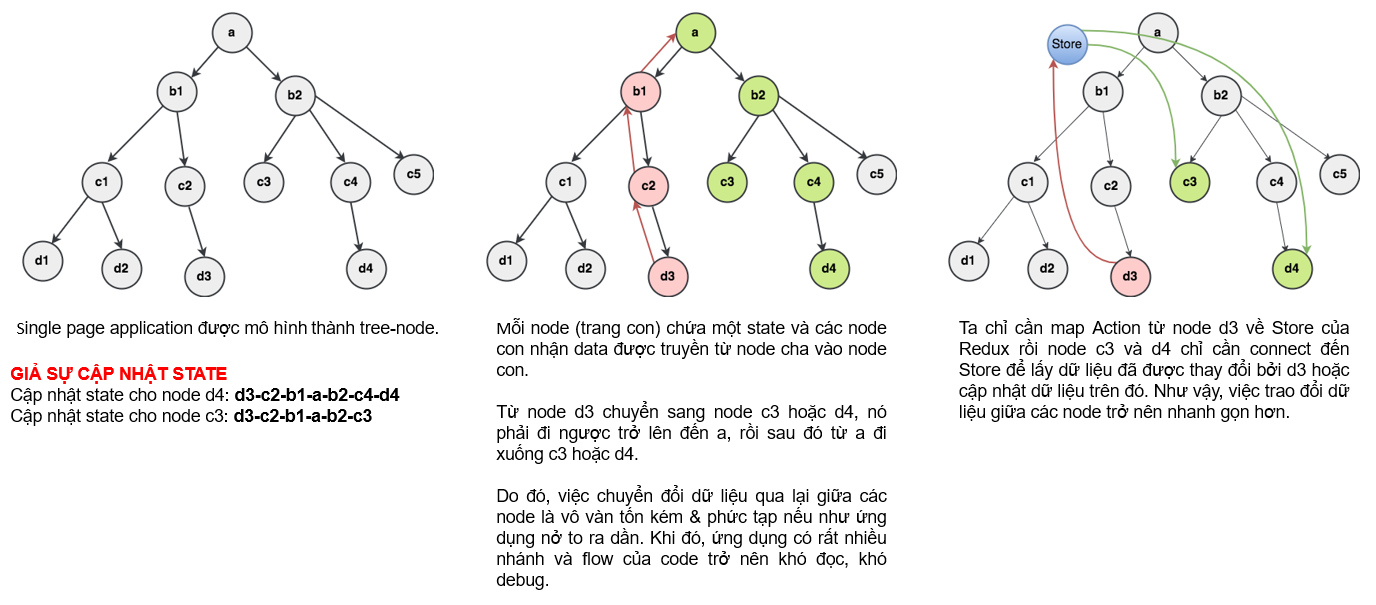 a
b1
b2
c1
c2
c3
c4
c5
d1
d2
d3
d4
Single page application được mô hình thành tree-node.
GIẢ SỰ CẬP NHẬT STATE
Cập nhật state cho node d4: d3-c2-b1-a-b2-c4-d4
Cập nhật state cho node c3: d3-c2-b1-a-b2-c3
a
b1
b2
c1
c2
c3
c4
c5
d1
d2
d3
d4
Mỗi node (trang con) chứa một state và các node
con nhận data được truyền từ node cha vào node
con.
Từ node d3 chuyển sang node c3 hoặc d4, nó
phải đi ngược trở lên đến a, rồi sau đó từ a đi
xuống c3 hoặc d4.
Do đó, việc chuyển đổi dữ liệu qua lại giữa các
node là vô vàn tốn kém & phức tạp nếu như ứng
dụng nở to ra dần. Khi đó, ứng dụng có rất nhiều
nhánh và flow của code trở nên khó đọc, khó
debug.
Store
a
b1
b2
c1
c2
c3
c4
c5
d1
d2
d3
d4
Ta chỉ cần map Action từ node d3 về Store của
Redux rồi node c3 và d4 chỉ cần connect đến
Store để lấy dữ liệu đã được thay đổi bởi d3 hoặc
cập nhật dữ liệu trên đó. Như vậy, việc trao đổi dữ
liệu giữa các node trở nên nhanh gọn hơn.